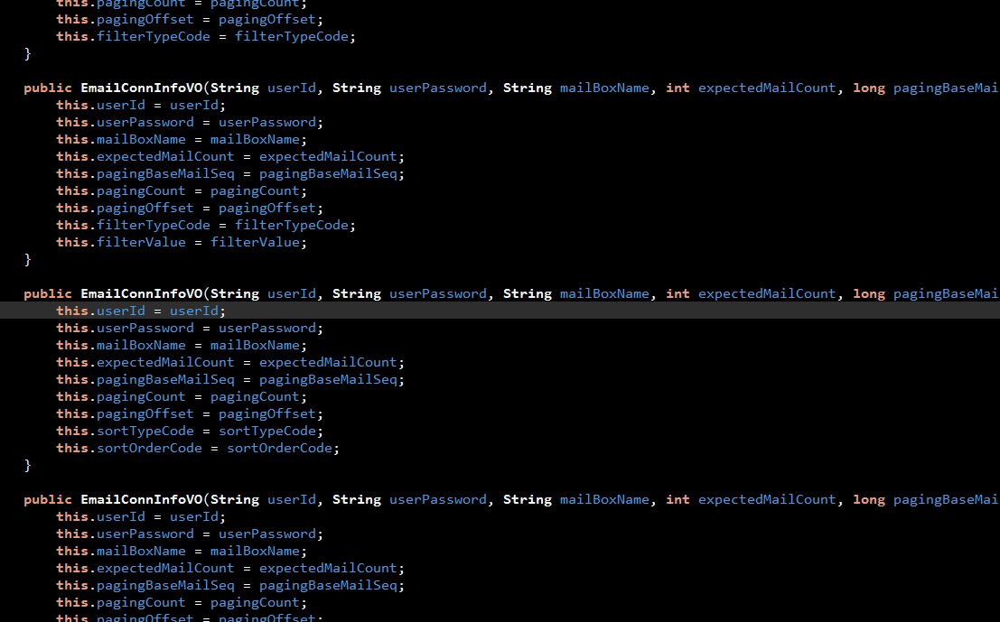 this.pagingCount = pagingCount;
this.pagingOffset = pagingOffset;
this.filterTypeCode = filterTypeCode;
}
public EmailConnInfoVO(String userId, String userPassword, String mailBoxName, int expectedMailCount, long pagingBaseMai
this.userId = userId;
this.userPassword = userPassword;
this.mailBoxName = mailBoxName;
this.expectedMailCount = expectedMailCount;
this.pagingBaseMailSeq = pagingBaseMailSeq;
this.pagingCount = pagingCount;
this.pagingOffset = pagingOffset;
this.filterTypeCode = filterTypeCode;
this.filterValue = filterValue;
}
public EmailConnInfoVO(String userId, String userPassword, String mailBoxName, int expectedMailCount, long pagingBaseMai
this.userId = userId;
this.userPassword = userPassword;
this.mailBoxName = mailBoxName;
this.expectedMailCount = expectedMailCount;
this.pagingBaseMailSeq = pagingBaseMailSeq;
this.pagingCount = pagingCount;
this.pagingOffset = pagingOffset;
this.sortTypeCode = sortTypeCode;
this.sortOrderCode = sortOrderCode;
}
public EmailConnInfoVO(String userId, String userPassword, String mailBoxName, int expectedMailCount, long pagingBaseMai
this.userId = userId;
this.userPassword = userPassword;
this.mailBoxName = mailBoxName;
this.expectedMailCount = expectedMailCount;
this.pagingBaseMailSeq = pagingBaseMailSeq;
this.pagingCount = pagingCount;
this.pagingOffset = pagingOffset;